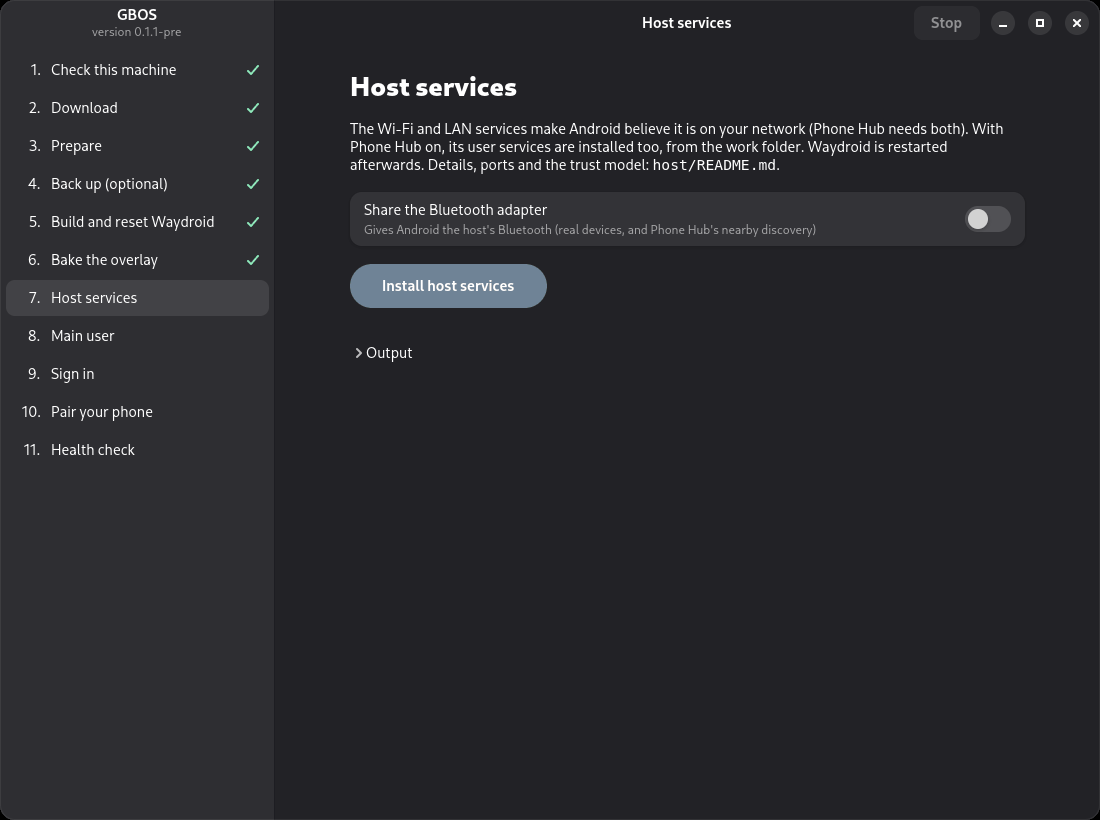 GBOS
version 0.1.1-pre
Host services
Stop
1. Check this machine
2. Download
3. Prepare
4. Back up (optional)
5. Build and reset Waydroid
6. Bake the overlay
7. Host services
8. Main user
9. Sign in
10. Pair your phone
11. Health check
Host services
The Wi-Fi and LAN services make Android believe it is on your network (Phone Hub needs both). With
Phone Hub on, its user services are installed too, from the work folder. Waydroid is restarted
afterwards. Details, ports and the trust model: host/README.md.
Share the Bluetooth adapter
Gives Android the host's Bluetooth (real devices, and Phone Hub's nearby discovery)
Install host services
Output